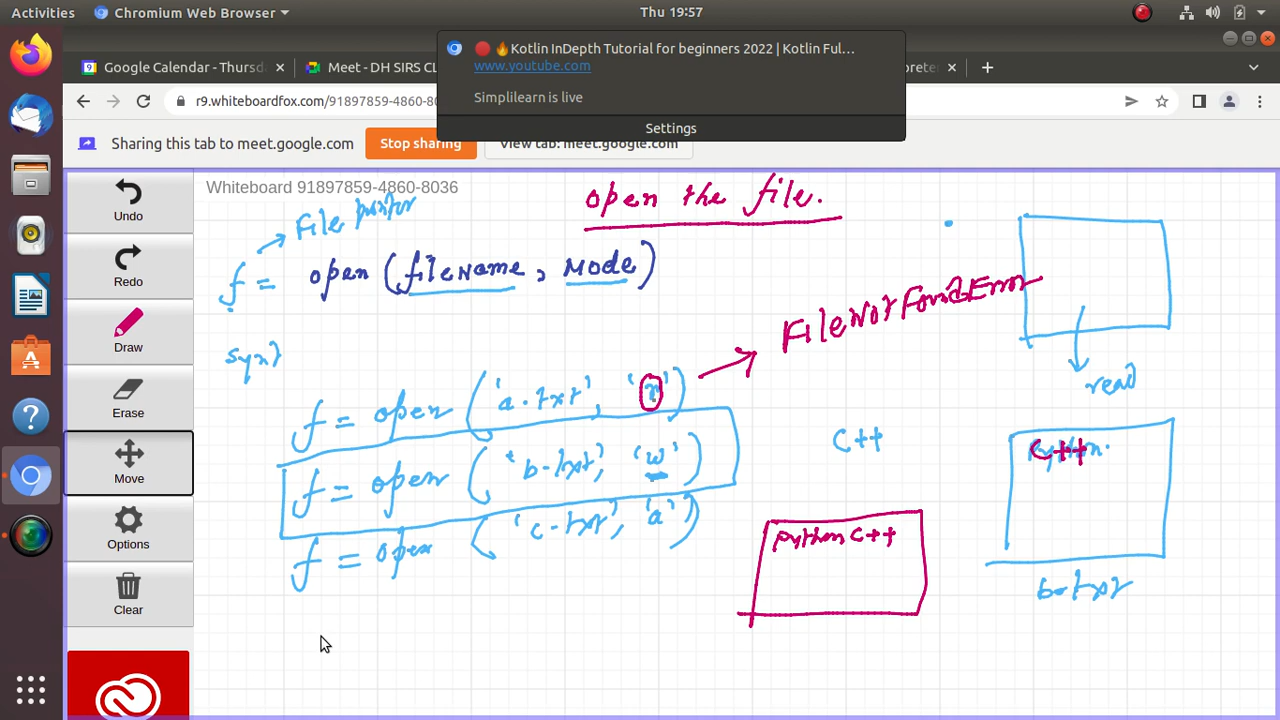 Activities
Chromium Web Browser
Thu 19:57
🔥Kotlin InDepth Tutorial for beginners 2022 | Kotlin Ful…
www.youtube.com
Simplilearn is live
Settings
Google Calendar - Thursd
Meet - DH SIRS CL
preter
r9.whiteboardfox.com/91897859-4860-80
Sharing this tab to meet.google.com
Stop sharing
View tab: meet.google.com
Undo
Redo
Draw
Erase
Move
Options
Clear
Whiteboard 91897859-4860-8036
open the file.
File pointer
f = open (filename, Mode)
FileNotFoundError
read
f = open ('a.txt', 'r')
C++
f = open ('b.txt', 'w')
C++
f = open ('c.txt', 'a')
Python C++
b.txt